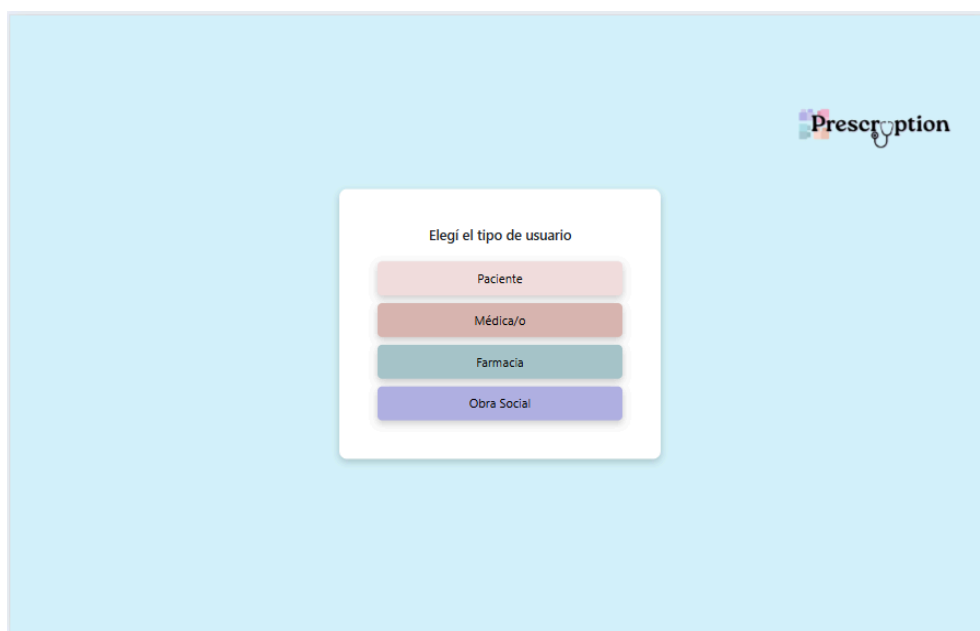 Prescryption
Elegí el tipo de usuario
Paciente
Médica/o
Farmacia
Obra Social